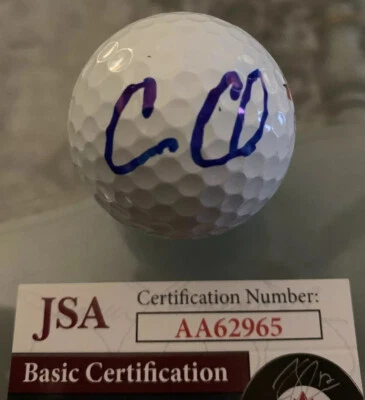 JSA
Certification Number:
AA62965
Basic Certification